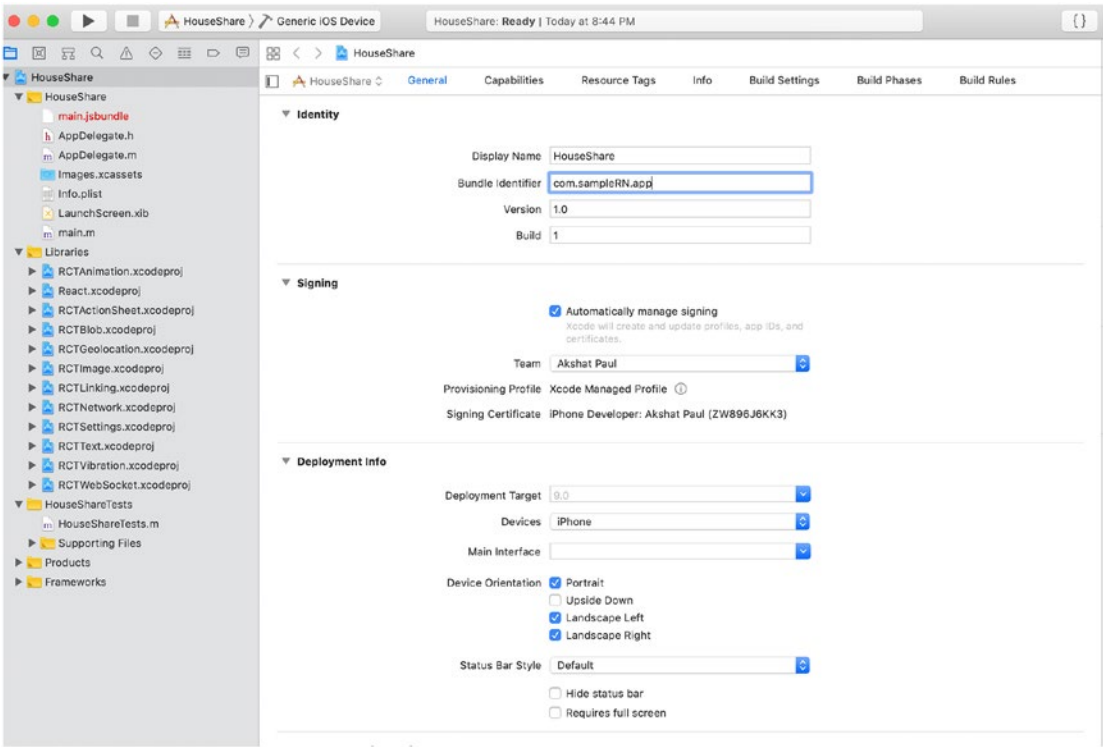 HouseShare
Generic iOS Device
HouseShare: Ready | Today at 8:44 PM
{ }
HouseShare
HouseShare
HouseShare
General
Capabilities
Resource Tags
Info
Build Settings
Build Phases
Build Rules
HouseShare
main.jsbundle
h AppDelegate.h
m AppDelegate.m
Images.xcassets
Info.plist
LaunchScreen.xib
m main.m
Libraries
RCTAnimation.xcodeproj
React.xcodeproj
RCTActionSheet.xcodeproj
RCTBlob.xcodeproj
RCTGeolocation.xcodeproj
RCTImage.xcodeproj
RCTLinking.xcodeproj
RCTNetwork.xcodeproj
RCTSettings.xcodeproj
RCTText.xcodeproj
RCTVibration.xcodeproj
RCTWebSocket.xcodeproj
HouseShareTests
m HouseShareTests.m
Supporting Files
Products
Frameworks
Identity
Display Name HouseShare
Bundle Identifier com.sampleRN.app
Version 1.0
Build 1
Signing
Automatically manage signing
Xcode will create and update profiles, app IDs, and
certificates.
Team Akshat Paul
Provisioning Profile Xcode Managed Profile
Signing Certificate iPhone Developer: Akshat Paul (ZW896J6KK3)
Deployment Info
Deployment Target 9.0
Devices iPhone
Main Interface
Device Orientation Portrait
Upside Down
Landscape Left
Landscape Right
Status Bar Style Default
Hide status bar
Requires full screen